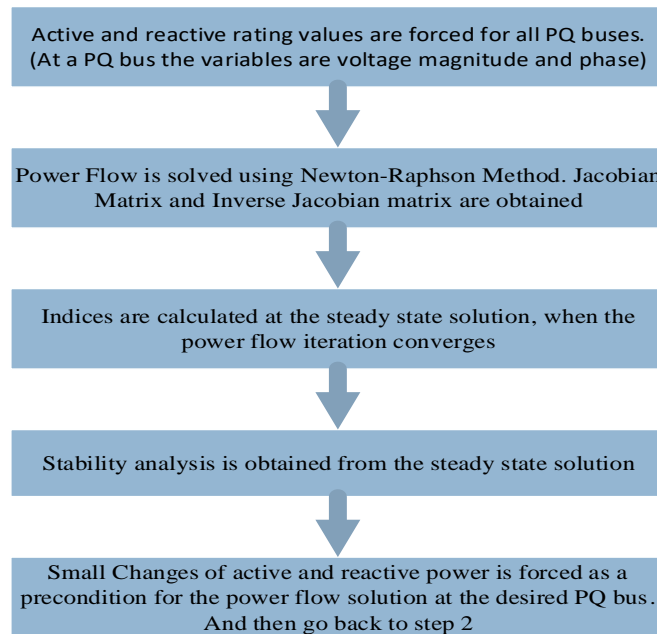 Active and reactive rating values are forced for all PQ buses.
(At a PQ bus the variables are voltage magnitude and phase)
Power Flow is solved using Newton-Raphson Method. Jacobian
Matrix and Inverse Jacobian matrix are obtained
Indices are calculated at the steady state solution, when the
power flow iteration converges
Stability analysis is obtained from the steady state solution
Small Changes of active and reactive power is forced as a
precondition for the power flow solution at the desired PQ bus.
And then go back to step 2